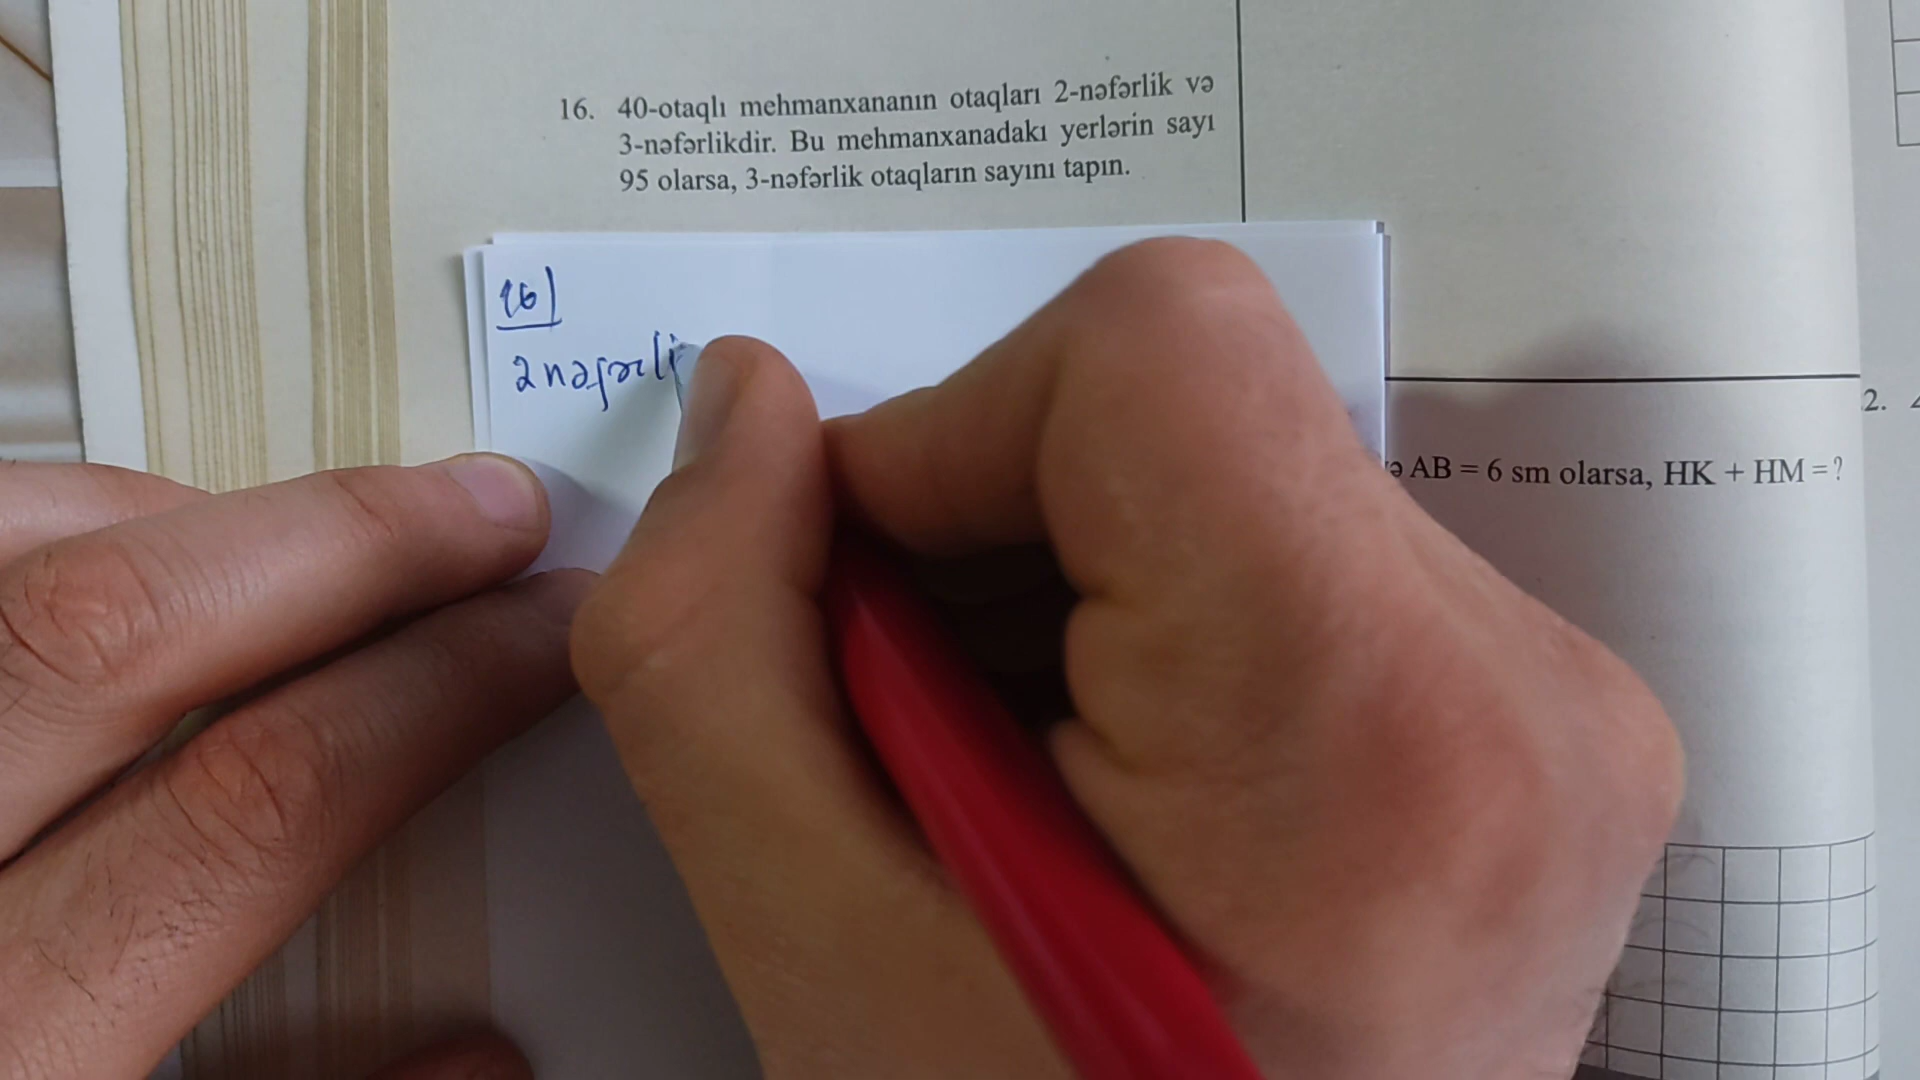 16. 40-otaqlı mehmanxananın otaqları 2-nəfərlik və
3-nəfərlikdir. Bu mehmanxanadakı yerlərin sayı
95 olarsa, 3-nəfərlik otaqların sayını tapın.
16)
2 nəfərli
2.
ə AB = 6 sm olarsa, HK + HM = ?